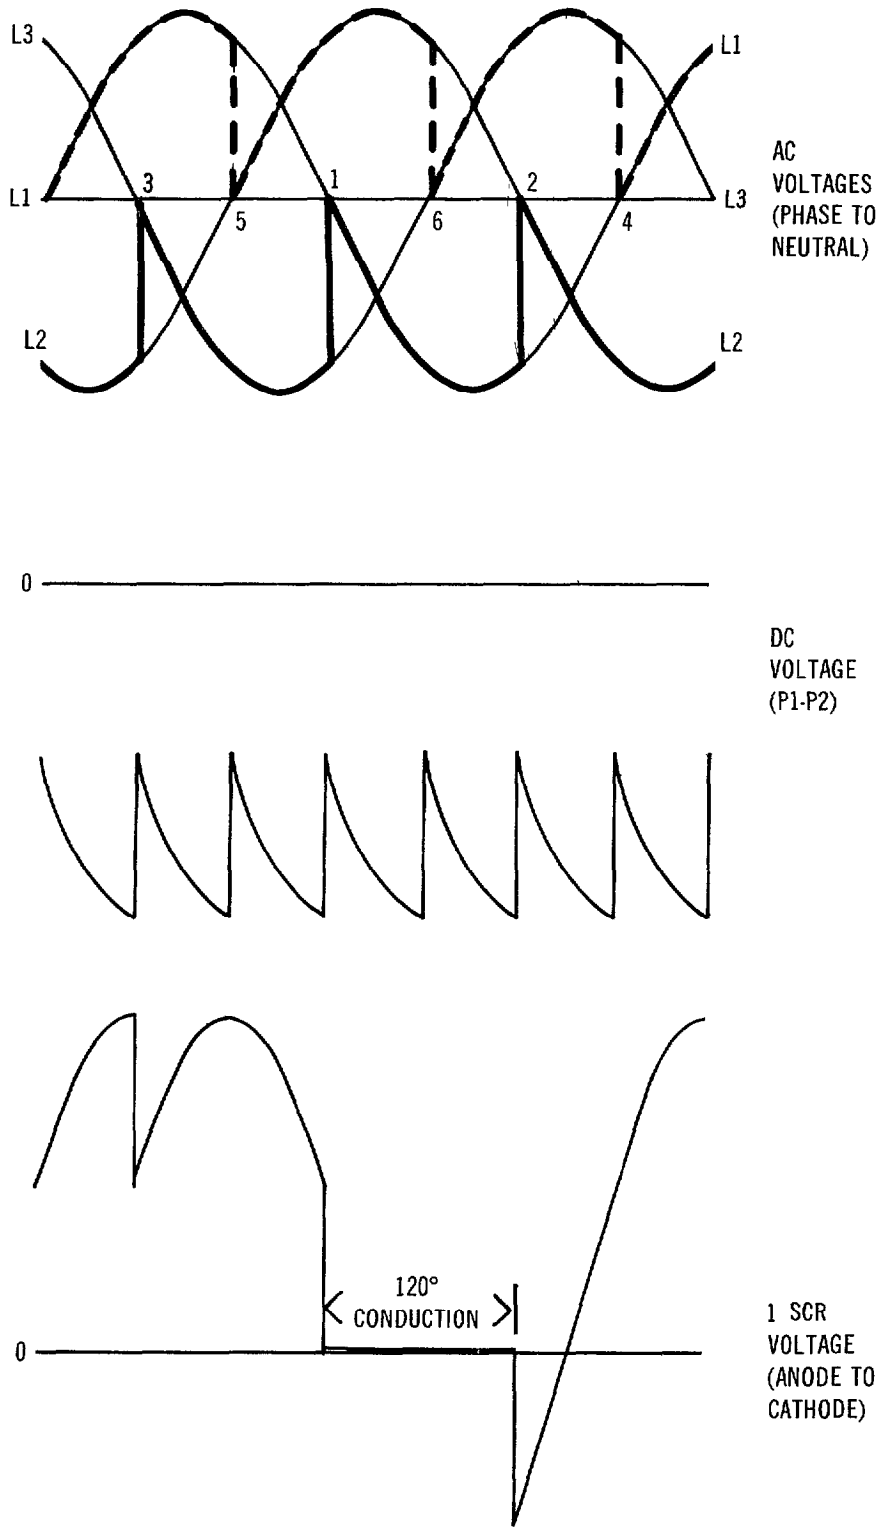 L3
L1
L1
3
1
2
L3
5
6
4
L2
L2
AC
VOLTAGES
(PHASE TO
NEUTRAL)
0
DC
VOLTAGE
(P1-P2)
120°
CONDUCTION
0
1 SCR
VOLTAGE
(ANODE TO
CATHODE)